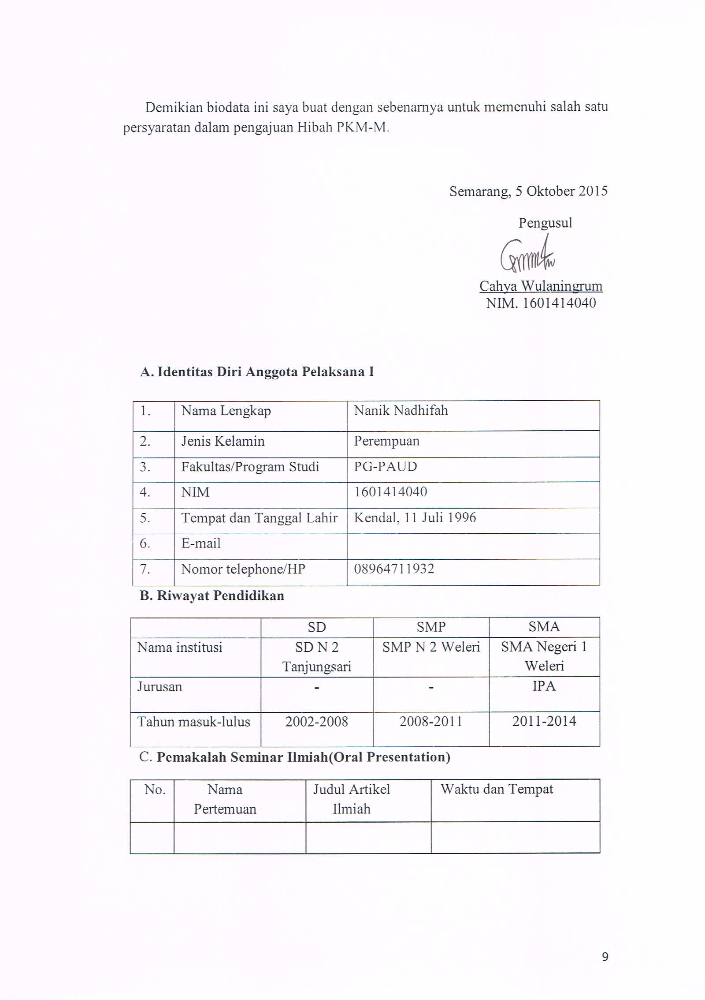 Demikian biodata ini saya buat dengan sebenarnya untuk memenuhi salah satu
persyaratan dalam pengajuan Hibah PKM-M.
Semarang, 5 Oktober 2015
Pengusul
Cahya Wulaningrum
NIM. 1601414040
A. Identitas Diri Anggota Pelaksana I
1. Nama Lengkap Nanik Nadhifah
2. Jenis Kelamin Perempuan
3. Fakultas/Program Studi PG-PAUD
4. NIM 1601414040
5. Tempat dan Tanggal Lahir Kendal, 11 Juli 1996
6. E-mail
7. Nomor telephone/HP 08964711932
B. Riwayat Pendidikan
SD SMP SMA
Nama institusi SD N 2 SMP N 2 Weleri SMA Negeri 1
Tanjungsari Weleri
Jurusan - - IPA
Tahun masuk-lulus 2002-2008 2008-2011 2011-2014
C. Pemakalah Seminar Ilmiah(Oral Presentation)
No. Nama Judul Artikel Waktu dan Tempat
Pertemuan Ilmiah
9